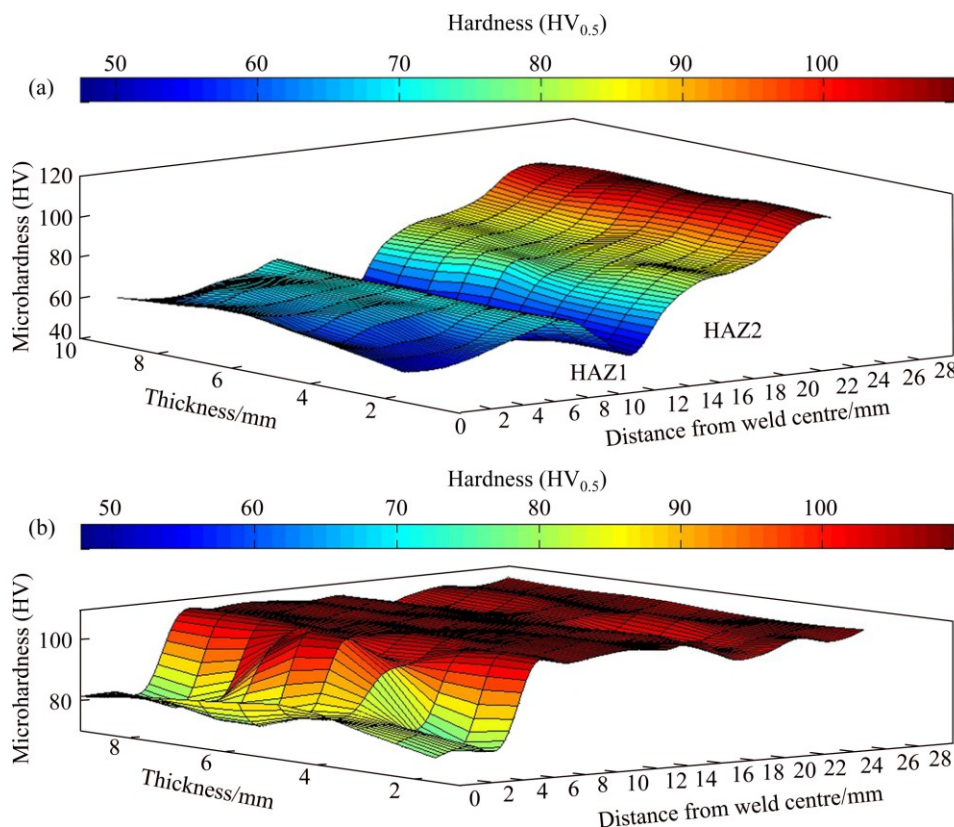 Hardness (HV0.5)
50 60 70 80 90 100
(a)
Microhardness (HV)
120
100
80
60
40
10 8 6 4 2
Thickness/mm
HAZ1
HAZ2
0 2 4 6 8 10 12 14 16 18 20 22 24 26 28
Distance from weld centre/mm
Hardness (HV0.5)
50 60 70 80 90 100
(b)
Microhardness (HV)
100
80
8 6 4 2
Thickness/mm
0 2 4 6 8 10 12 14 16 18 20 22 24 26 28
Distance from weld centre/mm